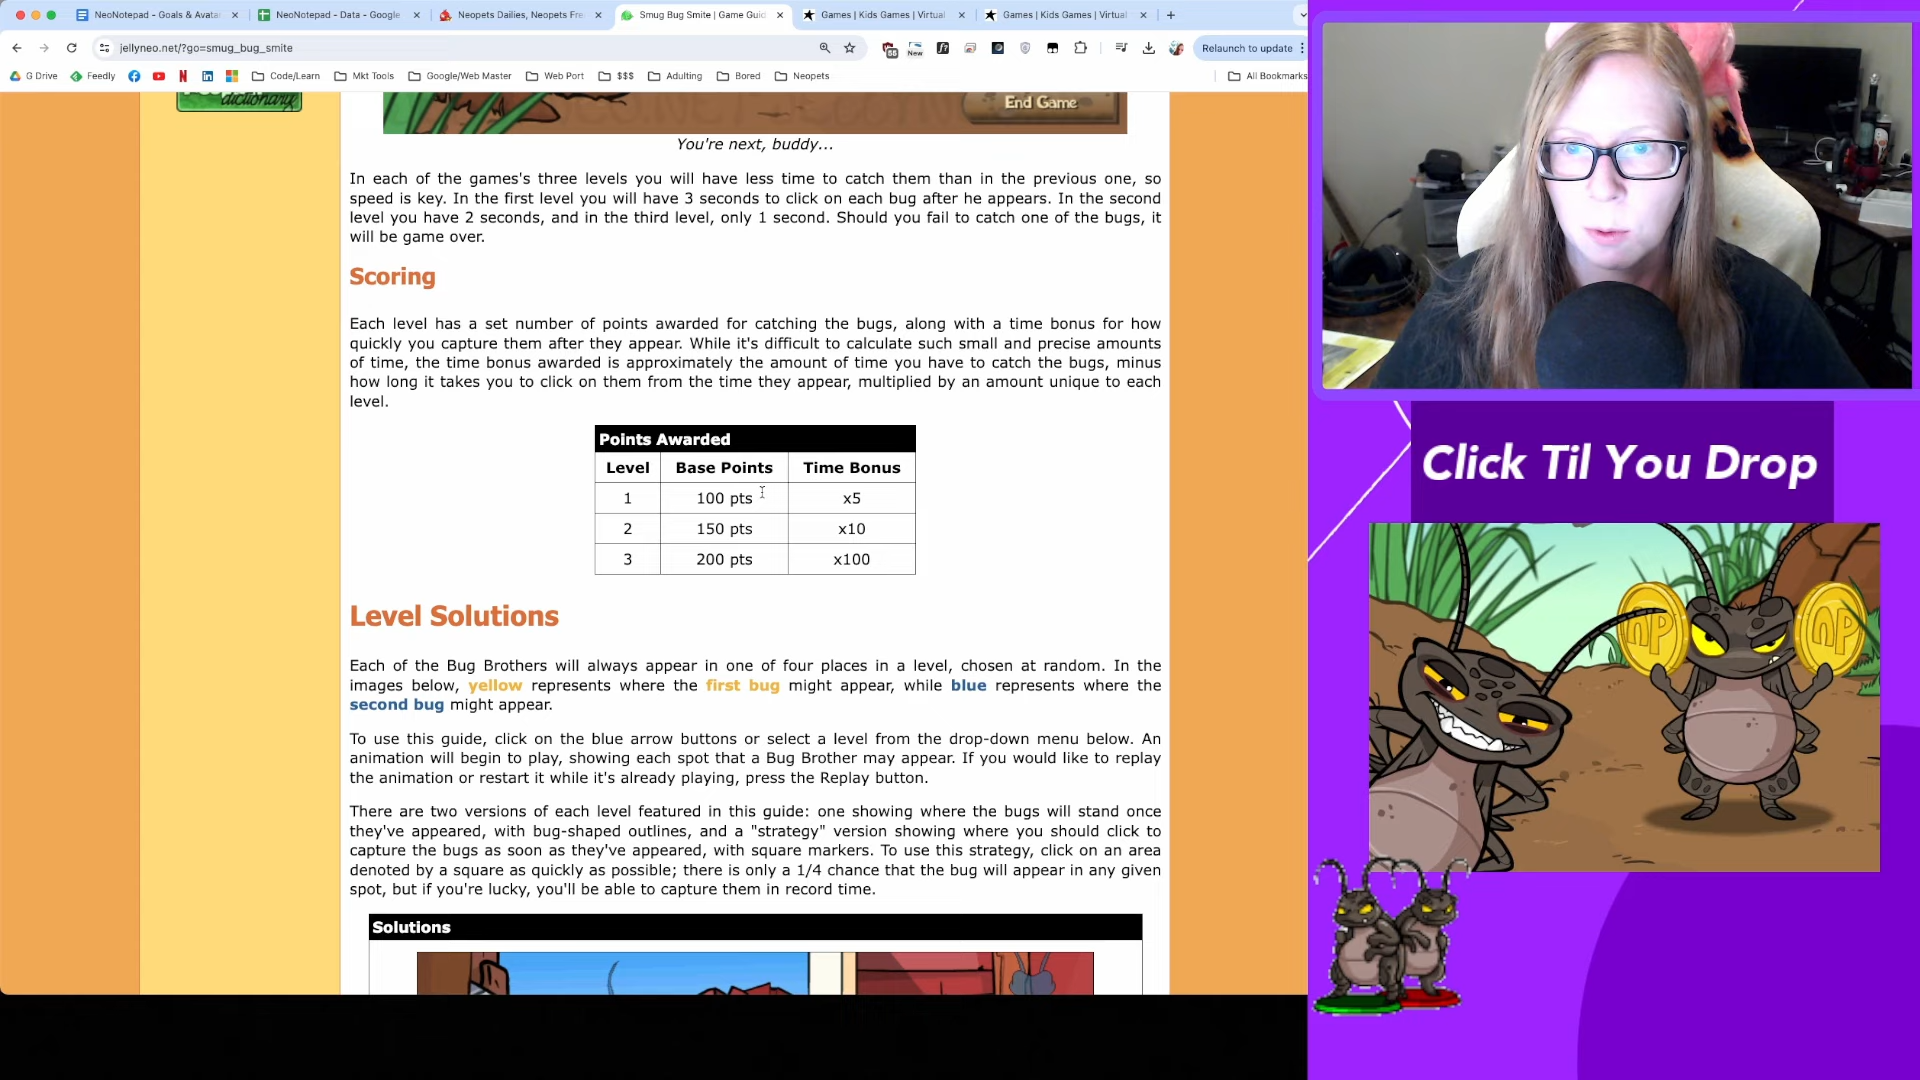 NeoNotepad - Goals & Avata
NeoNotepad - Data - Google
Neopets Dailies, Neopets Fre
Smug Bug Smite | Game Guid
Games | Kids Games | Virtual
Games | Kids Games | Virtual
jellyneo.net/?go=smug_bug_smite
New
Relaunch to update
G Drive
Feedly
Code/Learn
Mkt Tools
Google/Web Master
Web Port
$$$
Adulting
Bored
Neopets
All Bookmarks
dictionary
End Game
You're next, buddy...
In each of the games's three levels you will have less time to catch them than in the previous one, so
speed is key. In the first level you will have 3 seconds to click on each bug after he appears. In the second
level you have 2 seconds, and in the third level, only 1 second. Should you fail to catch one of the bugs, it
will be game over.
Scoring
Each level has a set number of points awarded for catching the bugs, along with a time bonus for how
quickly you capture them after they appear. While it's difficult to calculate such small and precise amounts
of time, the time bonus awarded is approximately the amount of time you have to catch the bugs, minus
how long it takes you to click on them from the time they appear, multiplied by an amount unique to each
level.
Points Awarded
Level Base Points Time Bonus
1 100 pts x5
2 150 pts x10
3 200 pts x100
Level Solutions
Each of the Bug Brothers will always appear in one of four places in a level, chosen at random. In the
images below, yellow represents where the first bug might appear, while blue represents where the
second bug might appear.
To use this guide, click on the blue arrow buttons or select a level from the drop-down menu below. An
animation will begin to play, showing each spot that a Bug Brother may appear. If you would like to replay
the animation or restart it while it's already playing, press the Replay button.
There are two versions of each level featured in this guide: one showing where the bugs will stand once
they've appeared, with bug-shaped outlines, and a "strategy" version showing where you should click to
capture the bugs as soon as they've appeared, with square markers. To use this strategy, click on an area
denoted by a square as quickly as possible; there is only a 1/4 chance that the bug will appear in any given
spot, but if you're lucky, you'll be able to capture them in record time.
Solutions
Click Til You Drop
NP
NP